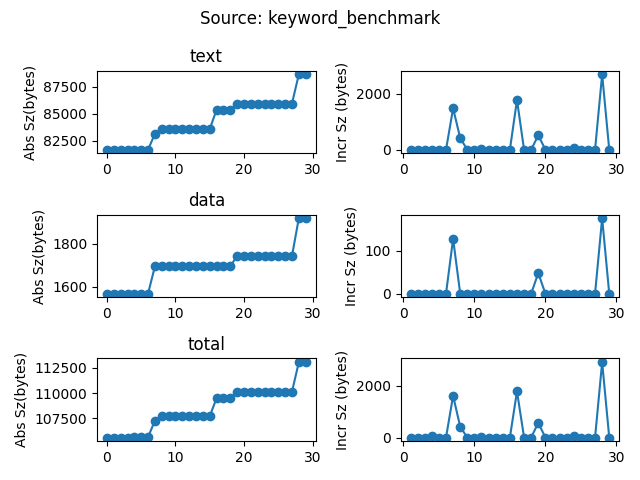 Source: keyword_benchmark
text
Abs Sz(bytes)
87500
85000
82500
0 10 20 30
Incr Sz (bytes)
2000
0
0 10 20 30
data
Abs Sz(bytes)
1800
1600
0 10 20 30
Incr Sz (bytes)
100
0
0 10 20 30
total
Abs Sz(bytes)
112500
110000
107500
0 10 20 30
Incr Sz (bytes)
2000
0
0 10 20 30